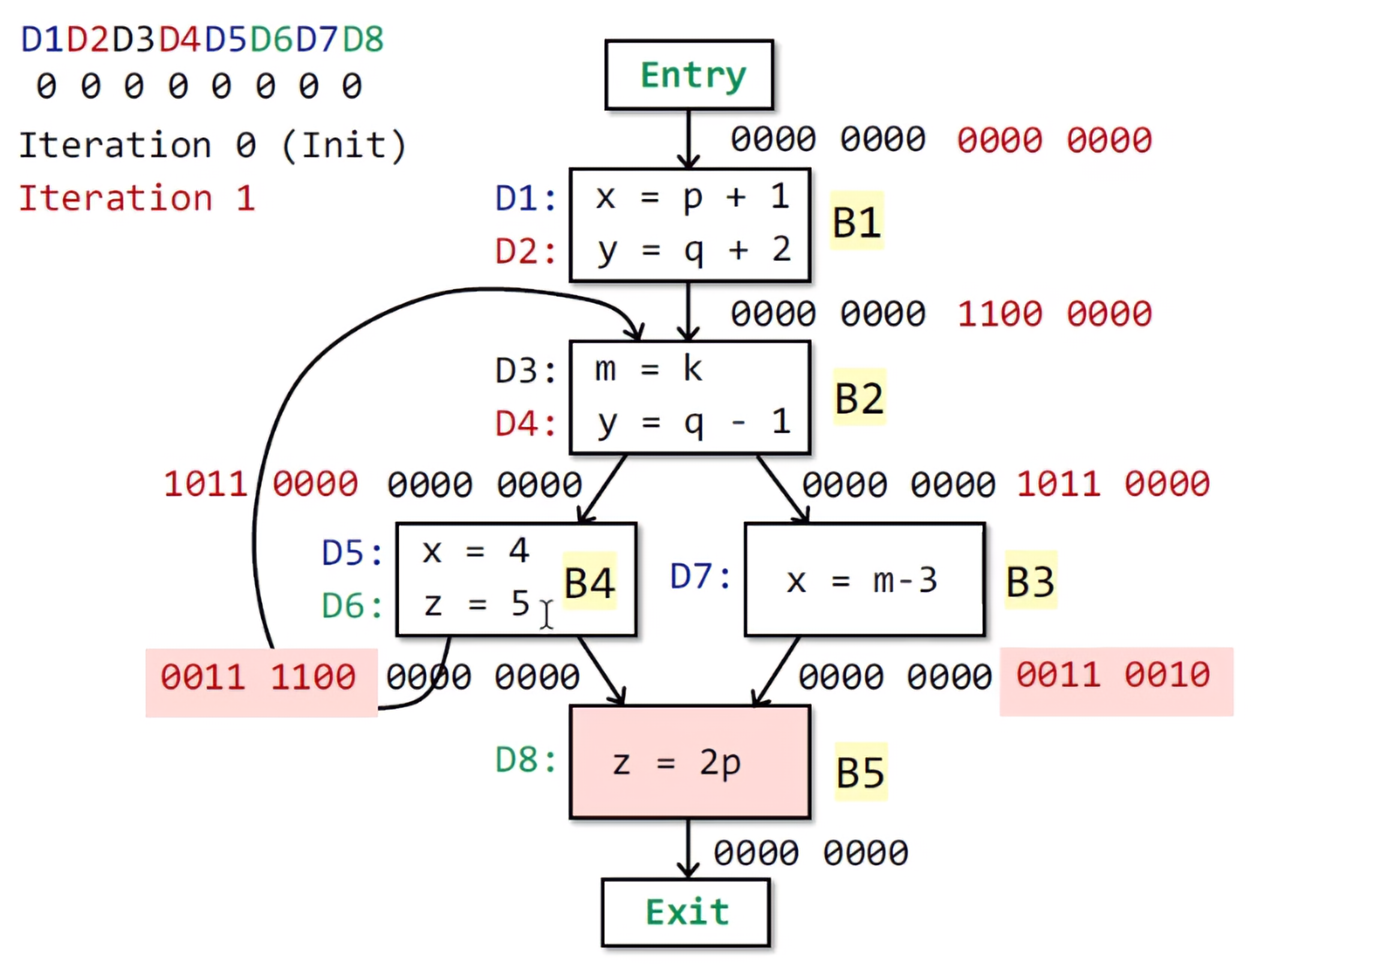 D1D2D3D4D5D6D7D8
0 0 0 0 0 0 0 0
Iteration 0 (Init)
Iteration 1
Entry
0000 0000 0000 0000
D1: x = p + 1
D2: y = q + 2
B1
0000 0000 1100 0000
D3: m = k
D4: y = q - 1
B2
1011 0000 0000 0000
0000 0000 1011 0000
D5: x = 4
D6: z = 5
B4
D7: x = m-3
B3
0011 1100 0000 0000
0000 0000 0011 0010
D8: z = 2p
B5
0000 0000
Exit